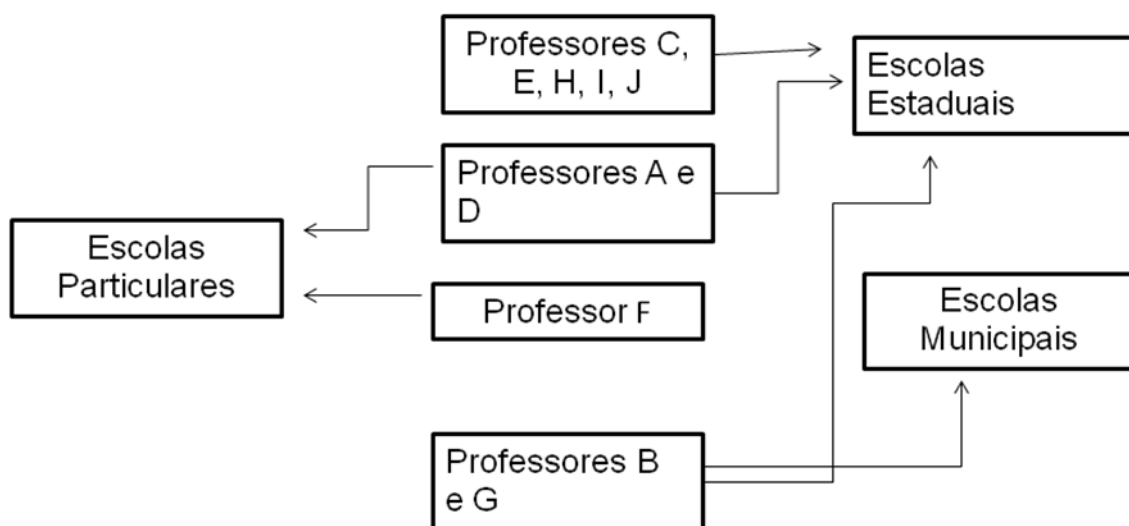 Professores C,
E, H, I, J
Escolas
Estaduais
Professores A e
D
Escolas
Particulares
Professor F
Escolas
Municipais
Professores B
e G